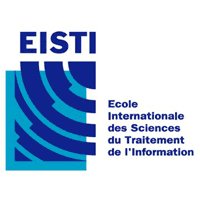 EISTI
Ecole
Internationale
des Sciences
du Traitement
de l'Information